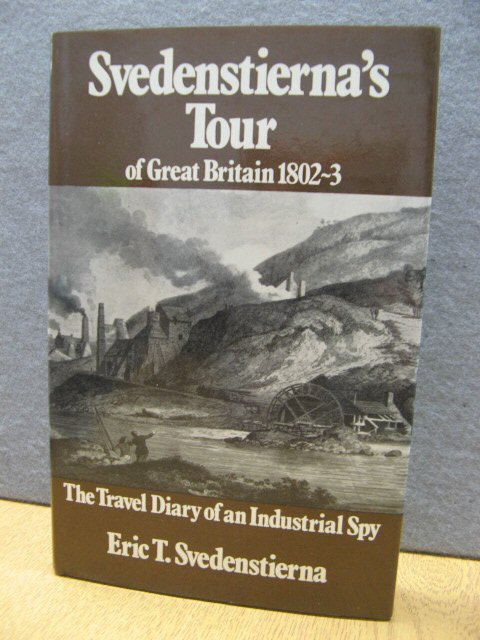 Svedenstierna's
Tour
of Great Britain 1802~3
The Travel Diary of an Industrial Spy
Eric T. Svedenstierna